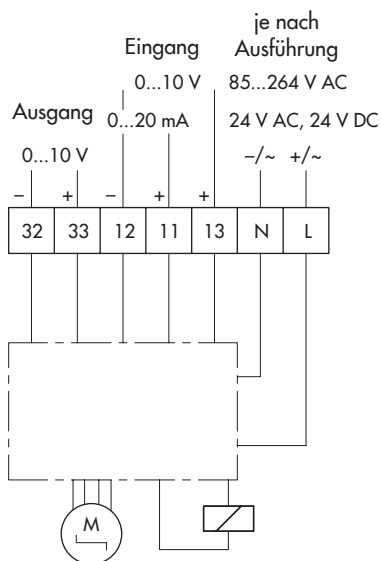 je nach
Eingang Ausführung
0...10 V 85...264 V AC
Ausgang 0...20 mA 24 V AC, 24 V DC
0...10 V –/~ +/~
– + – + +
32 33 12 11 13 N L
M